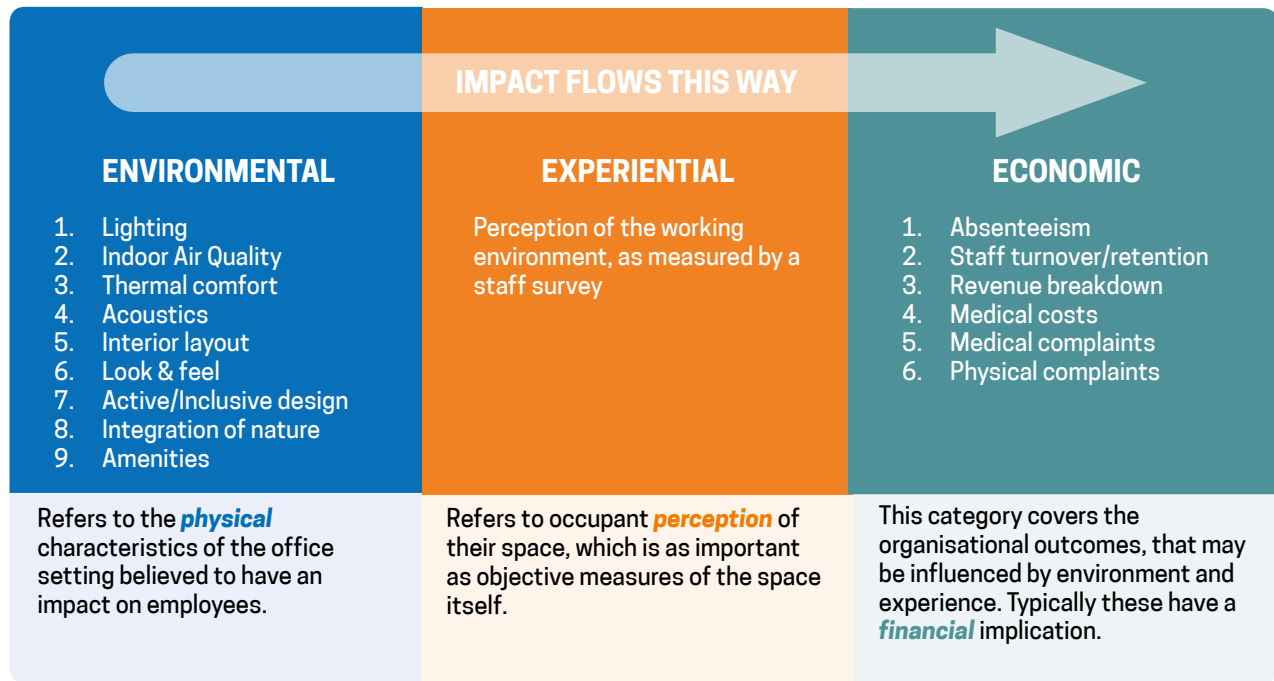 IMPACT FLOWS THIS WAY
ENVIRONMENTAL
1. Lighting
2. Indoor Air Quality
3. Thermal comfort
4. Acoustics
5. Interior layout
6. Look & feel
7. Active/Inclusive design
8. Integration of nature
9. Amenities
Refers to the physical
characteristics of the office
setting believed to have an
impact on employees.
EXPERIENTIAL
Perception of the working
environment, as measured by a
staff survey
Refers to occupant perception of
their space, which is as important
as objective measures of the space
itself.
ECONOMIC
1. Absenteeism
2. Staff turnover/retention
3. Revenue breakdown
4. Medical costs
5. Medical complaints
6. Physical complaints
This category covers the
organisational outcomes, that may
be influenced by environment and
experience. Typically these have a
financial implication.